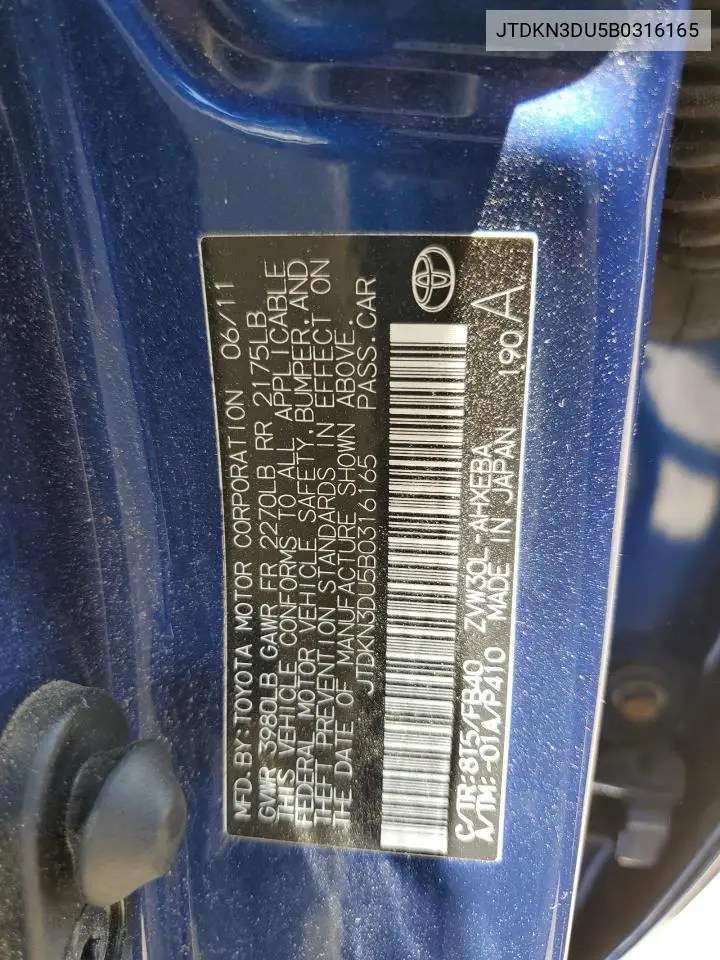 JTDKN3DU5B0316165
MFD. BY: TOYOTA MOTOR CORPORATION 06/11
GVWR 3980LB GAWR FR 2270LB RR 2175LB
THIS VEHICLE CONFORMS TO ALL APPLICABLE
FEDERAL MOTOR VEHICLE SAFETY, BUMPER, AND
THEFT PREVENTION STANDARDS IN EFFECT ON
THE DATE OF MANUFACTURE SHOWN ABOVE.
JTDKN3DU5B0316165 PASS. CAR
C/TR:8T5/FB40 ZVW30L-AHXEBA 190 A
A/TM:-01A/P410 MADE IN JAPAN